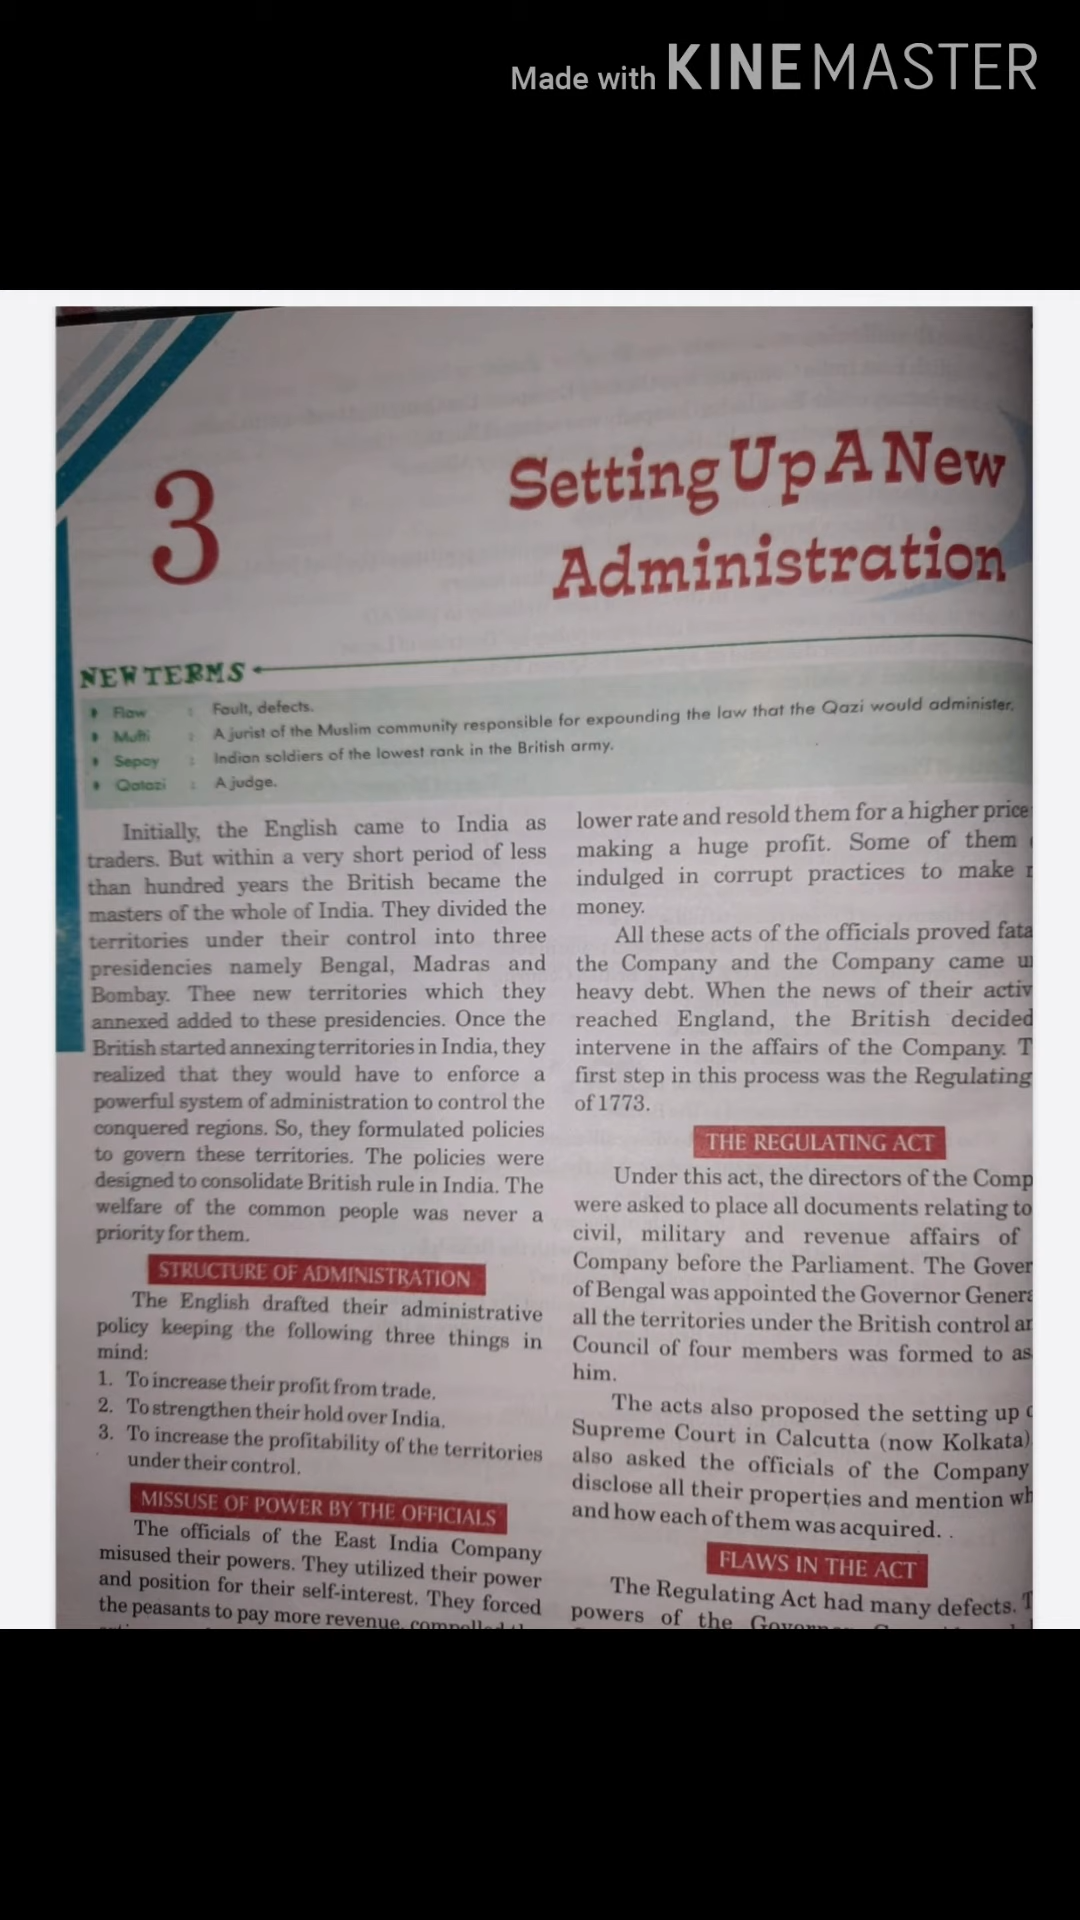 Made with KINEMASTER
3
Setting Up A New
Administration
NEW TERMS
Flaw : Fault, defects.
Mufti : A jurist of the Muslim community responsible for expounding the law that the Qazi would administer.
Sepoy : Indian soldiers of the lowest rank in the British army.
Qatazi : A judge.
Initially, the English came to India as
traders. But within a very short period of less
than hundred years the British became the
masters of the whole of India. They divided the
territories under their control into three
presidencies namely Bengal, Madras and
Bombay. Thee new territories which they
annexed added to these presidencies. Once the
British started annexing territories in India, they
realized that they would have to enforce a
powerful system of administration to control the
conquered regions. So, they formulated policies
to govern these territories. The policies were
designed to consolidate British rule in India. The
welfare of the common people was never a
priority for them.
STRUCTURE OF ADMINISTRATION
The English drafted their administrative
policy keeping the following three things in
mind:
1. To increase their profit from trade.
2. To strengthen their hold over India.
3. To increase the profitability of the territories
under their control.
MISSUSE OF POWER BY THE OFFICIALS
The officials of the East India Company
misused their powers. They utilized their power
and position for their self-interest. They forced
the peasants to pay more revenue,
lower rate and resold them for a higher price
making a huge profit. Some of them
indulged in corrupt practices to make
money.
All these acts of the officials proved fata
the Company and the Company came u
heavy debt. When the news of their activ
reached England, the British decided
intervene in the affairs of the Company. T
first step in this process was the Regulating
of 1773.
THE REGULATING ACT
Under this act, the directors of the Comp
were asked to place all documents relating to
civil, military and revenue affairs of
Company before the Parliament. The Gover
of Bengal was appointed the Governor Genera
all the territories under the British control an
Council of four members was formed to as
him.
The acts also proposed the setting up
Supreme Court in Calcutta (now Kolkata)
also asked the officials of the Company
disclose all their properties and mention wh
and how each of them was acquired. .
FLAWS IN THE ACT
The Regulating Act had many defects. T
powers of the